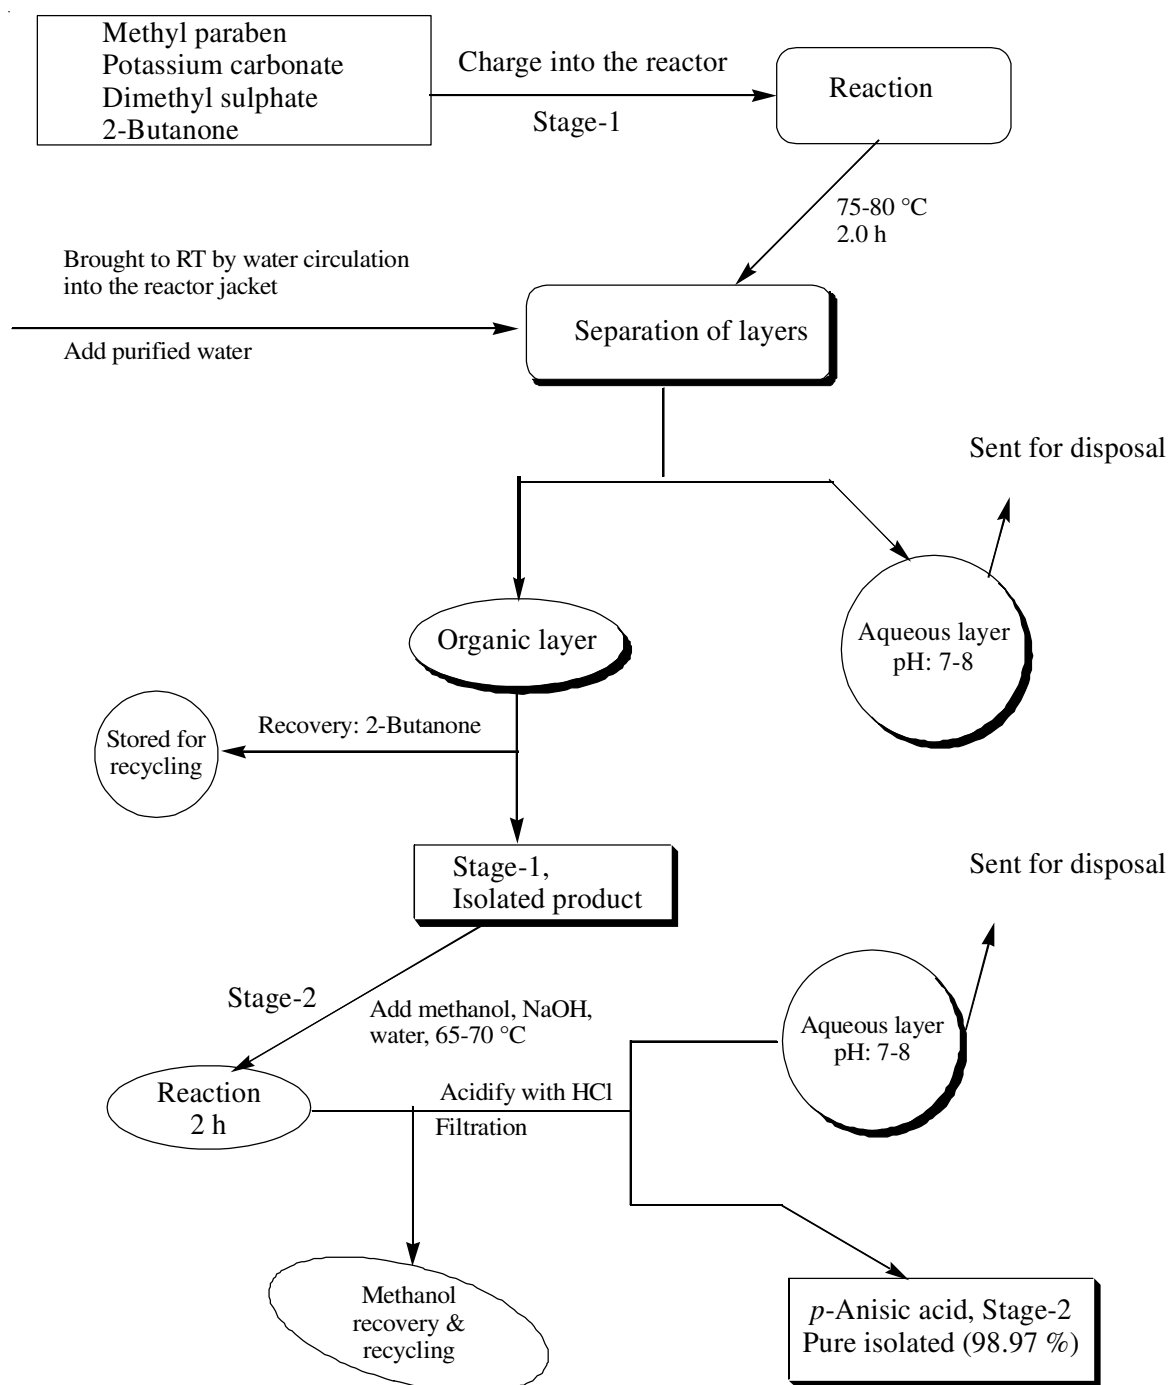 Methyl paraben
Potassium carbonate
Dimethyl sulphate
2-Butanone
Charge into the reactor
Stage-1
Reaction
75-80 °C
2.0 h
Brought to RT by water circulation
into the reactor jacket
Add purified water
Separation of layers
Sent for disposal
Organic layer
Aqueous layer
pH: 7-8
Recovery: 2-Butanone
Stored for
recycling
Stage-1,
Isolated product
Sent for disposal
Stage-2
Add methanol, NaOH,
water, 65-70 °C
Aqueous layer
pH: 7-8
Reaction
2 h
Acidify with HCl
Filtration
Methanol
recovery &
recycling
p-Anisic acid, Stage-2
Pure isolated (98.97 %)